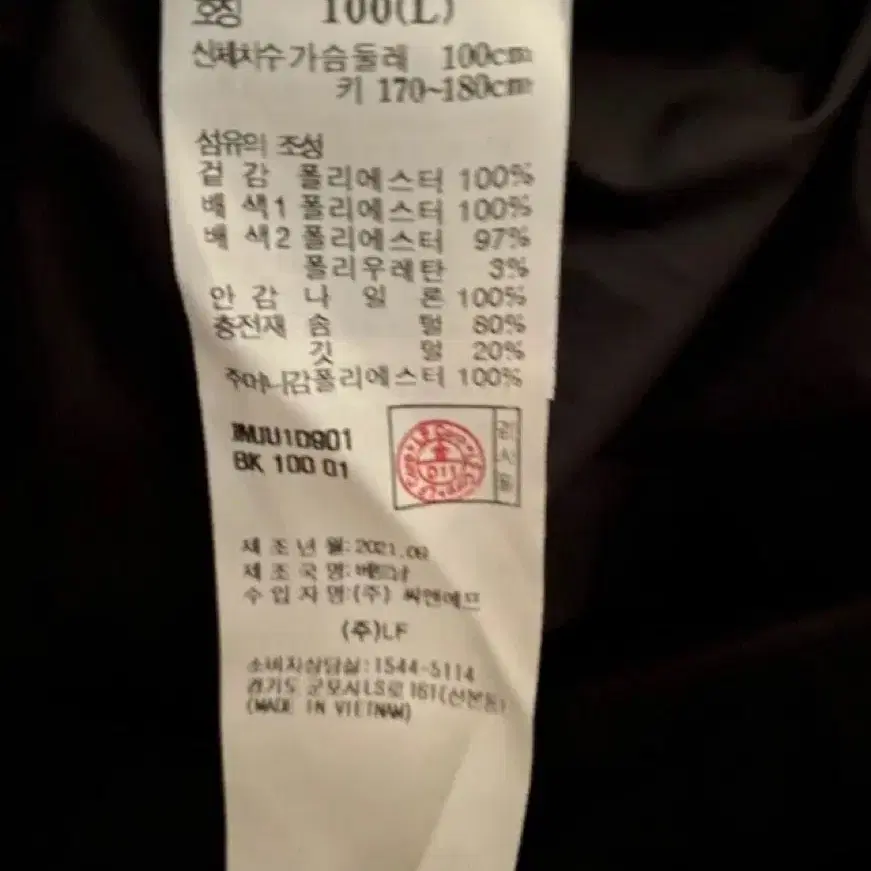 호칭 100(L)
신체치수 가슴둘레 100cm
키 170~180cm
섬유의 조성
겉 감 폴리에스터 100%
배 색1 폴리에스터 100%
배 색2 폴리에스터 97%
폴리우레탄 3%
안 감 나 일 론 100%
충전재 솜 털 80%
깃 털 20%
주머니감폴리에스터 100%
JMJU1D901
BK 100 01
검사필
011
제 조 년 월:2021.09
제 조 국 명:베트남
수 입 자 명:(주) 씨앤에프
(주)LF
소비자상담실:1544-5114
경기도 군포시LS로 161(산본동)
(MADE IN VIETNAM)